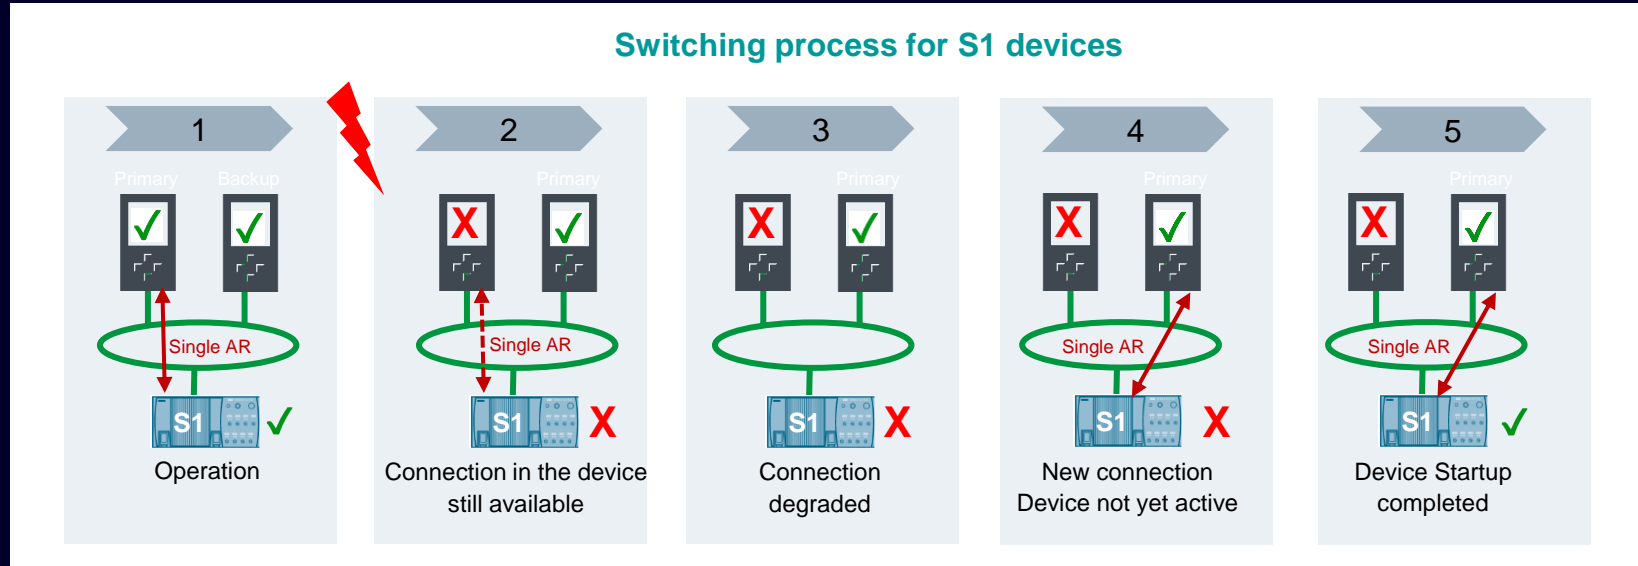 Switching process for S1 devices
1
Primary Backup
Single AR
S1
Operation
2
Primary
X
Single AR
S1
X
Connection in the device
still available
3
Primary
X
S1
X
Connection
degraded
4
Primary
X
Single AR
S1
X
New connection
Device not yet active
5
Primary
X
Single AR
S1
Device Startup
completed